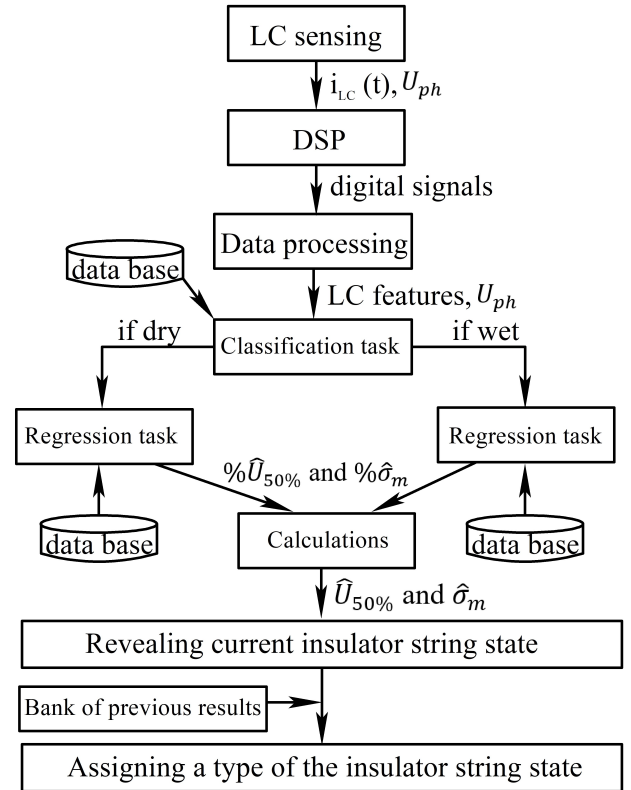 LC sensing
i_LC (t), U_ph
DSP
digital signals
Data processing
data base
LC features, U_ph
if dry
Classification task
if wet
Regression task
Regression task
%Û_50% and %σ̂_m
data base
Calculations
data base
Û_50% and σ̂_m
Revealing current insulator string state
Bank of previous results
Assigning a type of the insulator string state